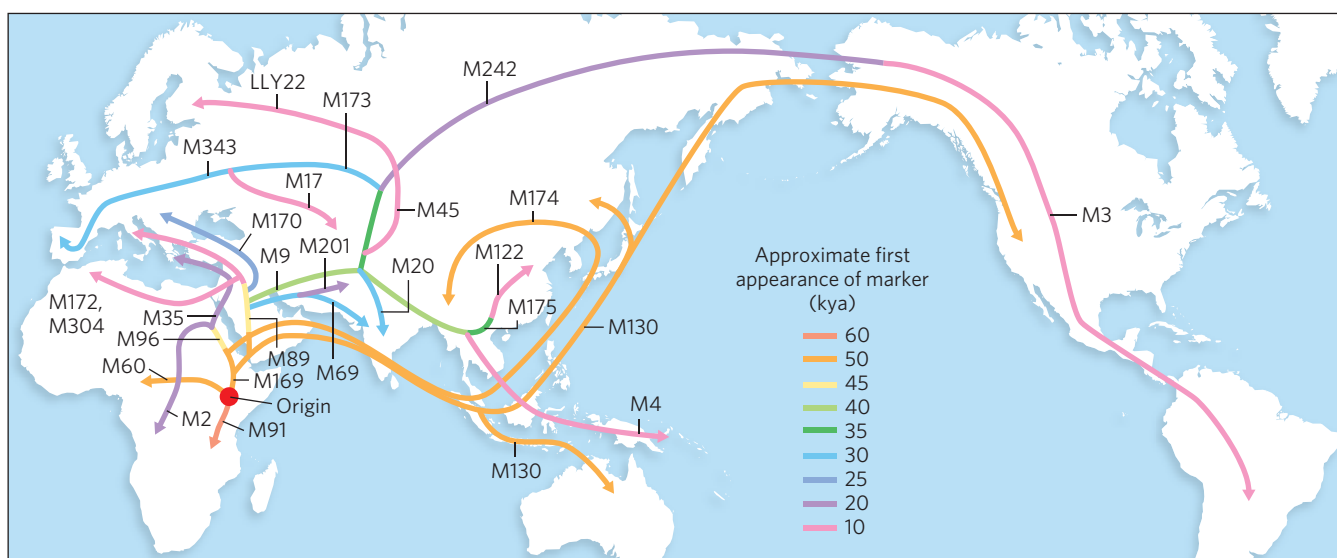 M242
LLY22
M173
M343
M17
M174
M45
M3
M170
M201
M9
M122
M20
Approximate first
appearance of marker
(kya)
M172,
M304
M35
M175
M130
M96
M89
M69
M60
M169
60
50
45
40
35
30
25
20
10
Origin
M2
M91
M4
M130